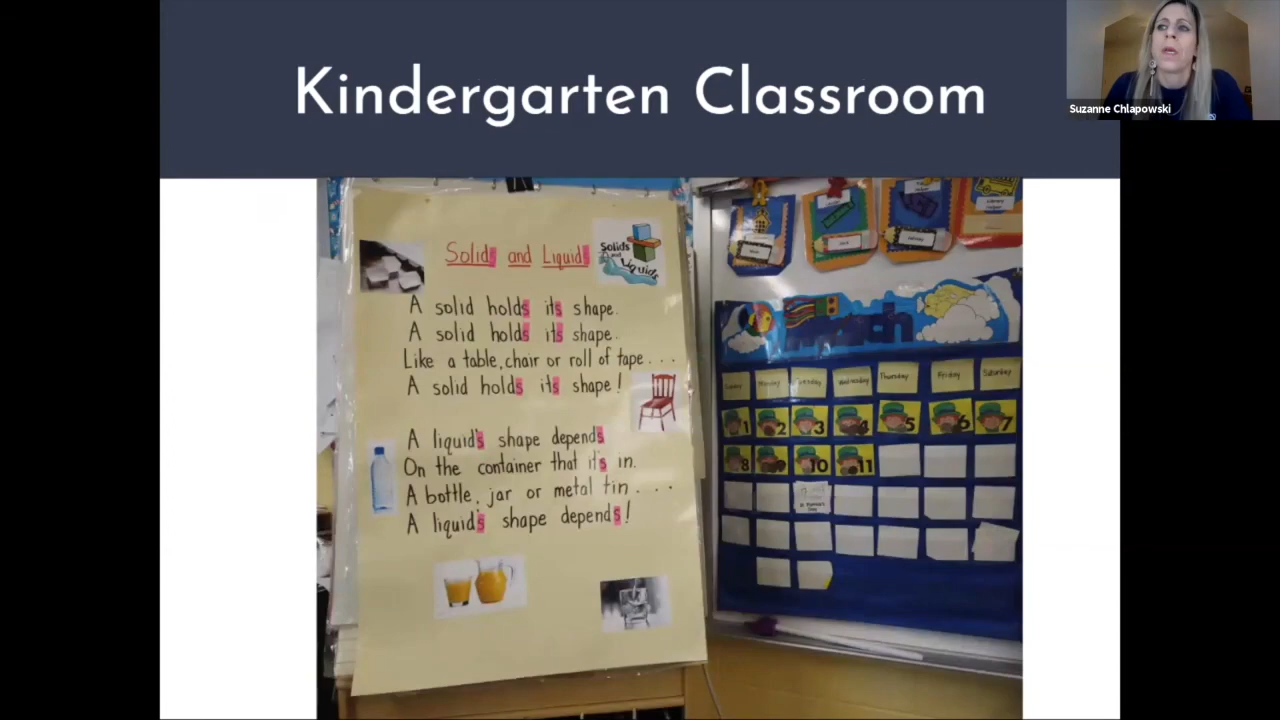 Kindergarten Classroom
Suzanne Chlapowski
Solids and Liquids
Solids
and
Liquids
A solid holds its shape.
A solid holds its shape.
Like a table, chair or roll of tape....
A solid holds its shape!
A liquid's shape depends
On the container that it's in.
A bottle, jar or metal tin....
A liquid's shape depends!
March
Sunday Monday Tuesday Wednesday Thursday Friday Saturday
1 2 3 4 5 6 7
8 9 10 11